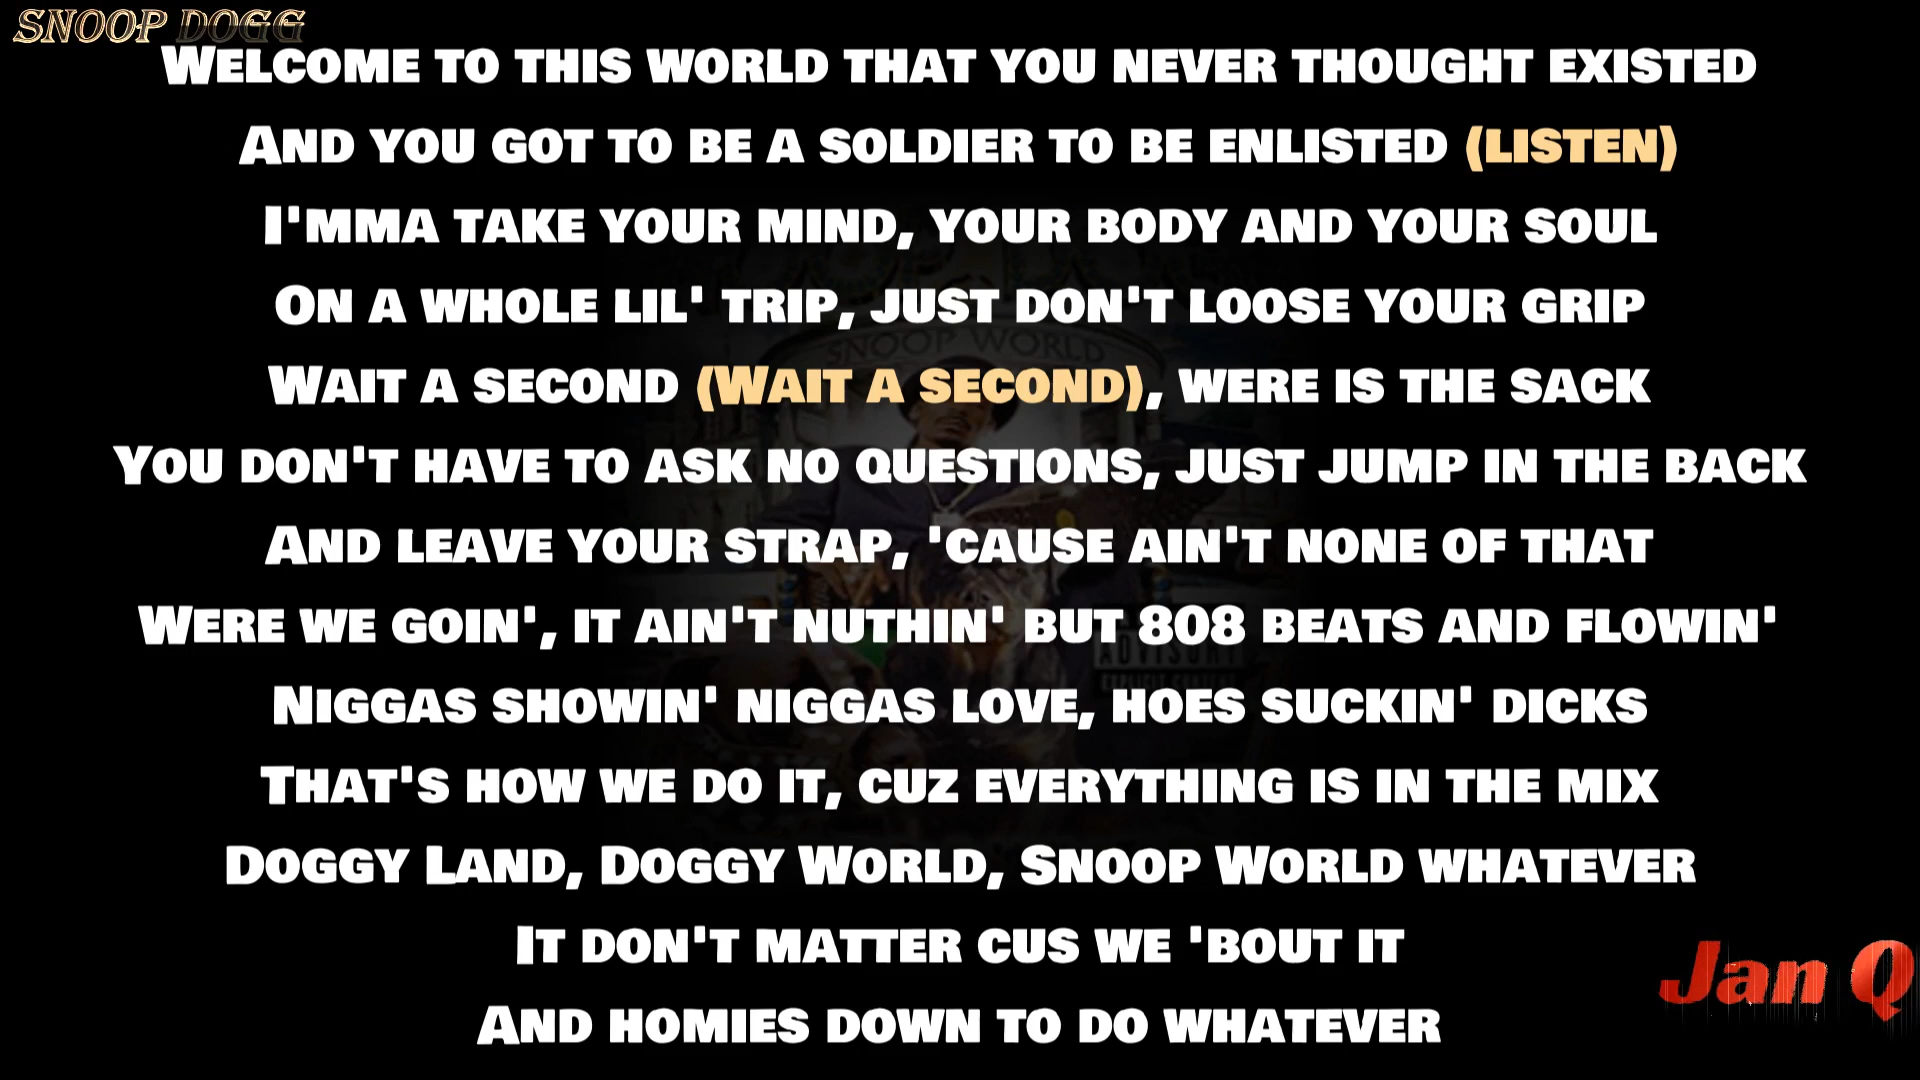 SNOOP DOGG
Welcome to this world that you never thought existed
And you got to be a soldier to be enlisted (listen)
I'mma take your mind, your body and your soul
On a whole lil' trip, just don't loose your grip
SNOOP WORLD
Wait a second (Wait a second), were is the sack
You don't have to ask no questions, just jump in the back
And leave your strap, 'cause ain't none of that
Were we goin', it ain't nuthin' but 808 beats and flowin'
ADVISORY
EXPLICIT CONTENT
Niggas showin' niggas love, hoes suckin' dicks
That's how we do it, cuz everything is in the mix
Doggy Land, Doggy World, Snoop World whatever
It don't matter cus we 'bout it
Jan Q
And homies down to do whatever